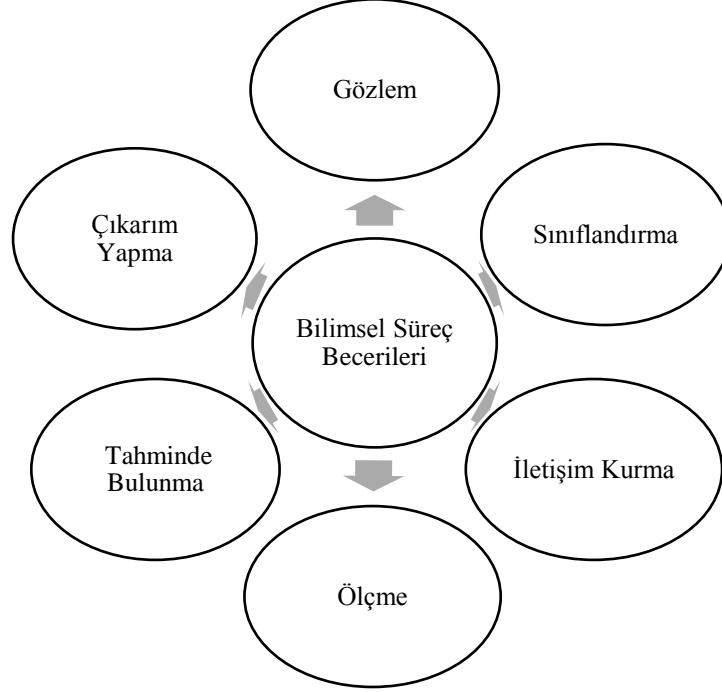 Gözlem
Sınıflandırma
Çıkarım
Yapma
Bilimsel Süreç
Becerileri
Tahminde
Bulunma
İletişim Kurma
Ölçme